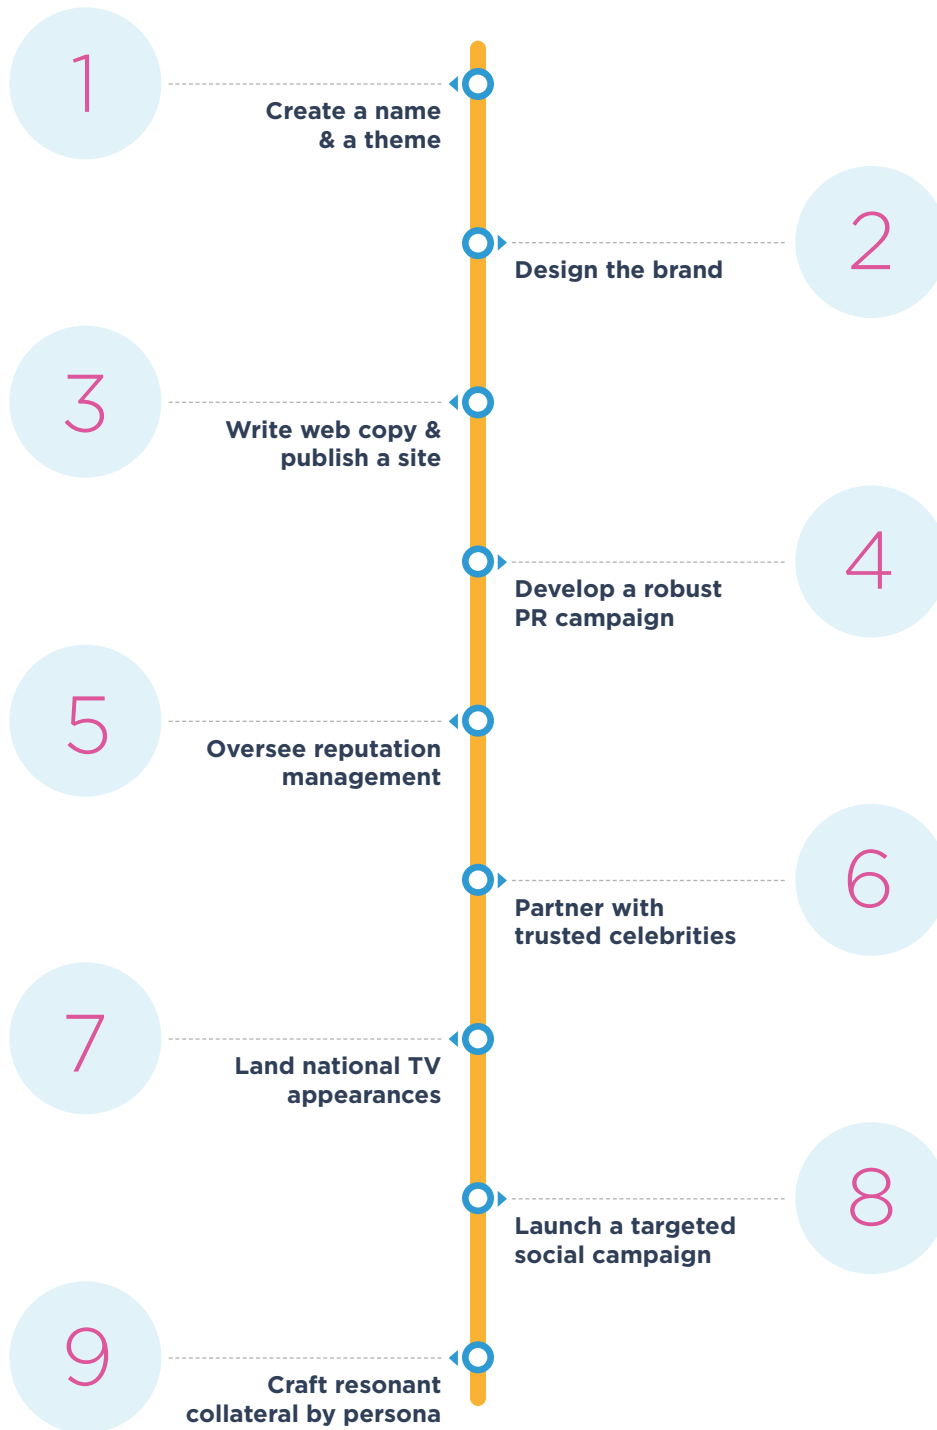 1
Create a name
& a theme
2
Design the brand
3
Write web copy &
publish a site
4
Develop a robust
PR campaign
5
Oversee reputation
management
6
Partner with
trusted celebrities
7
Land national TV
appearances
8
Launch a targeted
social campaign
9
Craft resonant
collateral by persona